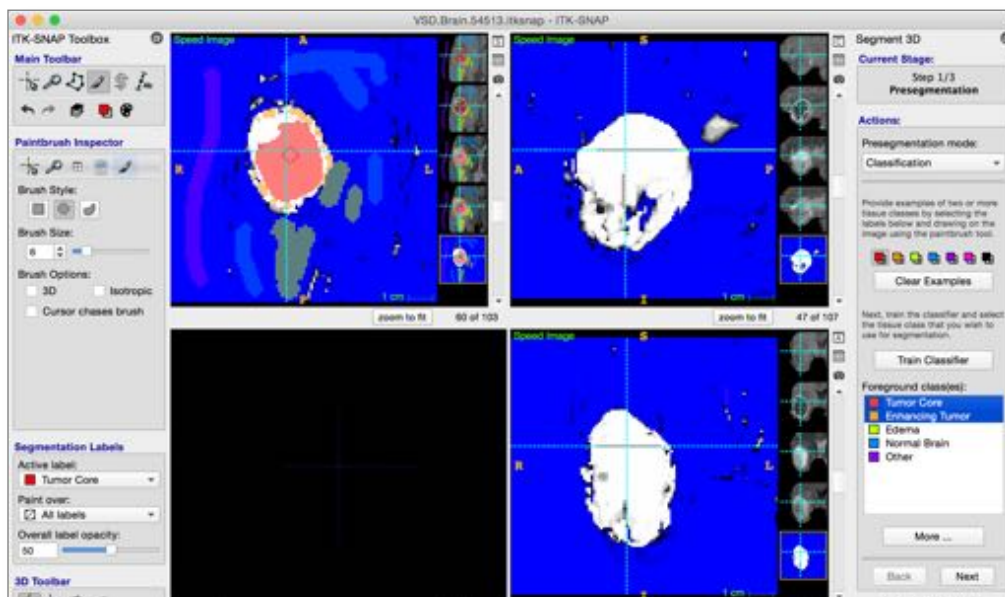 VSD.Brain.54513.itksnap - ITK-SNAP
ITK-SNAP Toolbox
Main Toolbar
Paintbrush Inspector
Brush Style:
Brush Size:
6
Brush Options:
3D
Isotropic
Cursor chases brush
Segmentation Labels
Active label:
Tumor Core
Paint over:
All labels
Overall label opacity:
50
3D Toolbar
Speed Image
A
R
L
P
1 cm
zoom to fit
60 of 103
Speed Image
S
A
P
I
1 cm
zoom to fit
47 of 107
Speed Image
S
R
L
I
1 cm
Segment 3D
Current Stage:
Step 1/3
Presegmentation
Actions:
Presegmentation mode:
Classification
Provide examples of two or more
tissue classes by selecting the
labels below and drawing on the
image using the paintbrush tool.
Clear Examples
Next, train the classifier and select
the tissue class that you wish to
use for segmentation.
Train Classifier
Foreground class(es):
Tumor Core
Enhancing Tumor
Edema
Normal Brain
Other
More ...
Back
Next